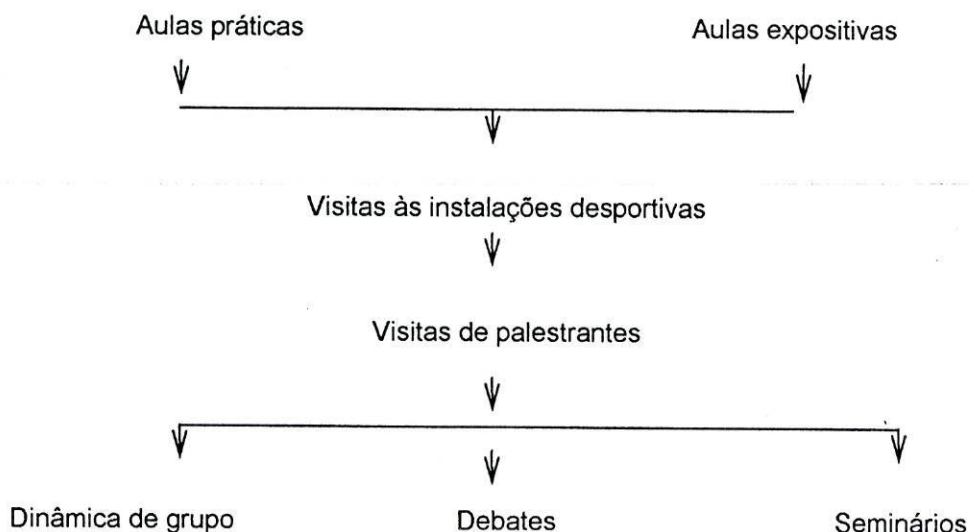 Aulas práticas
Aulas expositivas
Visitas às instalações desportivas
Visitas de palestrantes
Dinâmica de grupo
Debates
Seminários